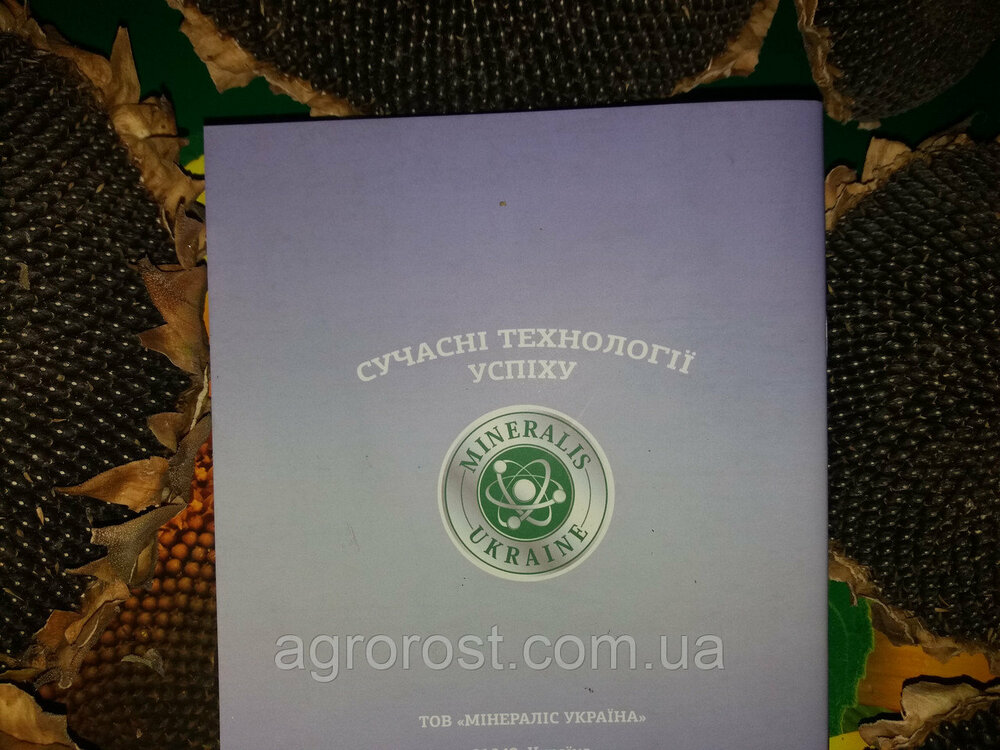 СУЧАСНІ ТЕХНОЛОГІЇ
УСПІХУ
MINERALIS
UKRAINE
agrorost.com.ua
ТОВ «МІНЕРАЛІС УКРАЇНА»